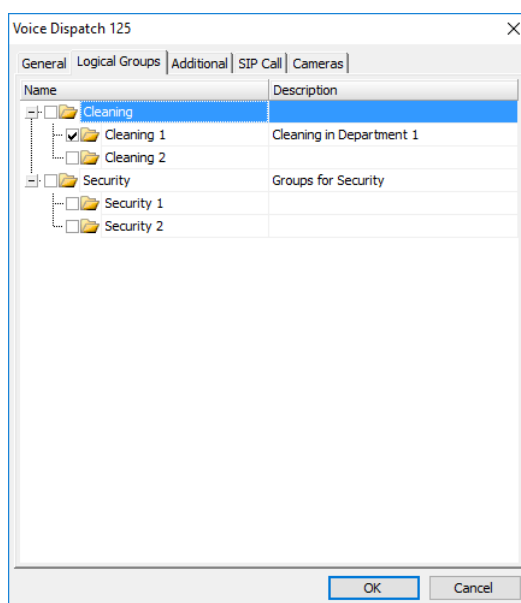 Voice Dispatch 125
General Logical Groups Additional SIP Call Cameras
Name Description
Cleaning
Cleaning 1 Cleaning in Department 1
Cleaning 2
Security Groups for Security
Security 1
Security 2
OK Cancel